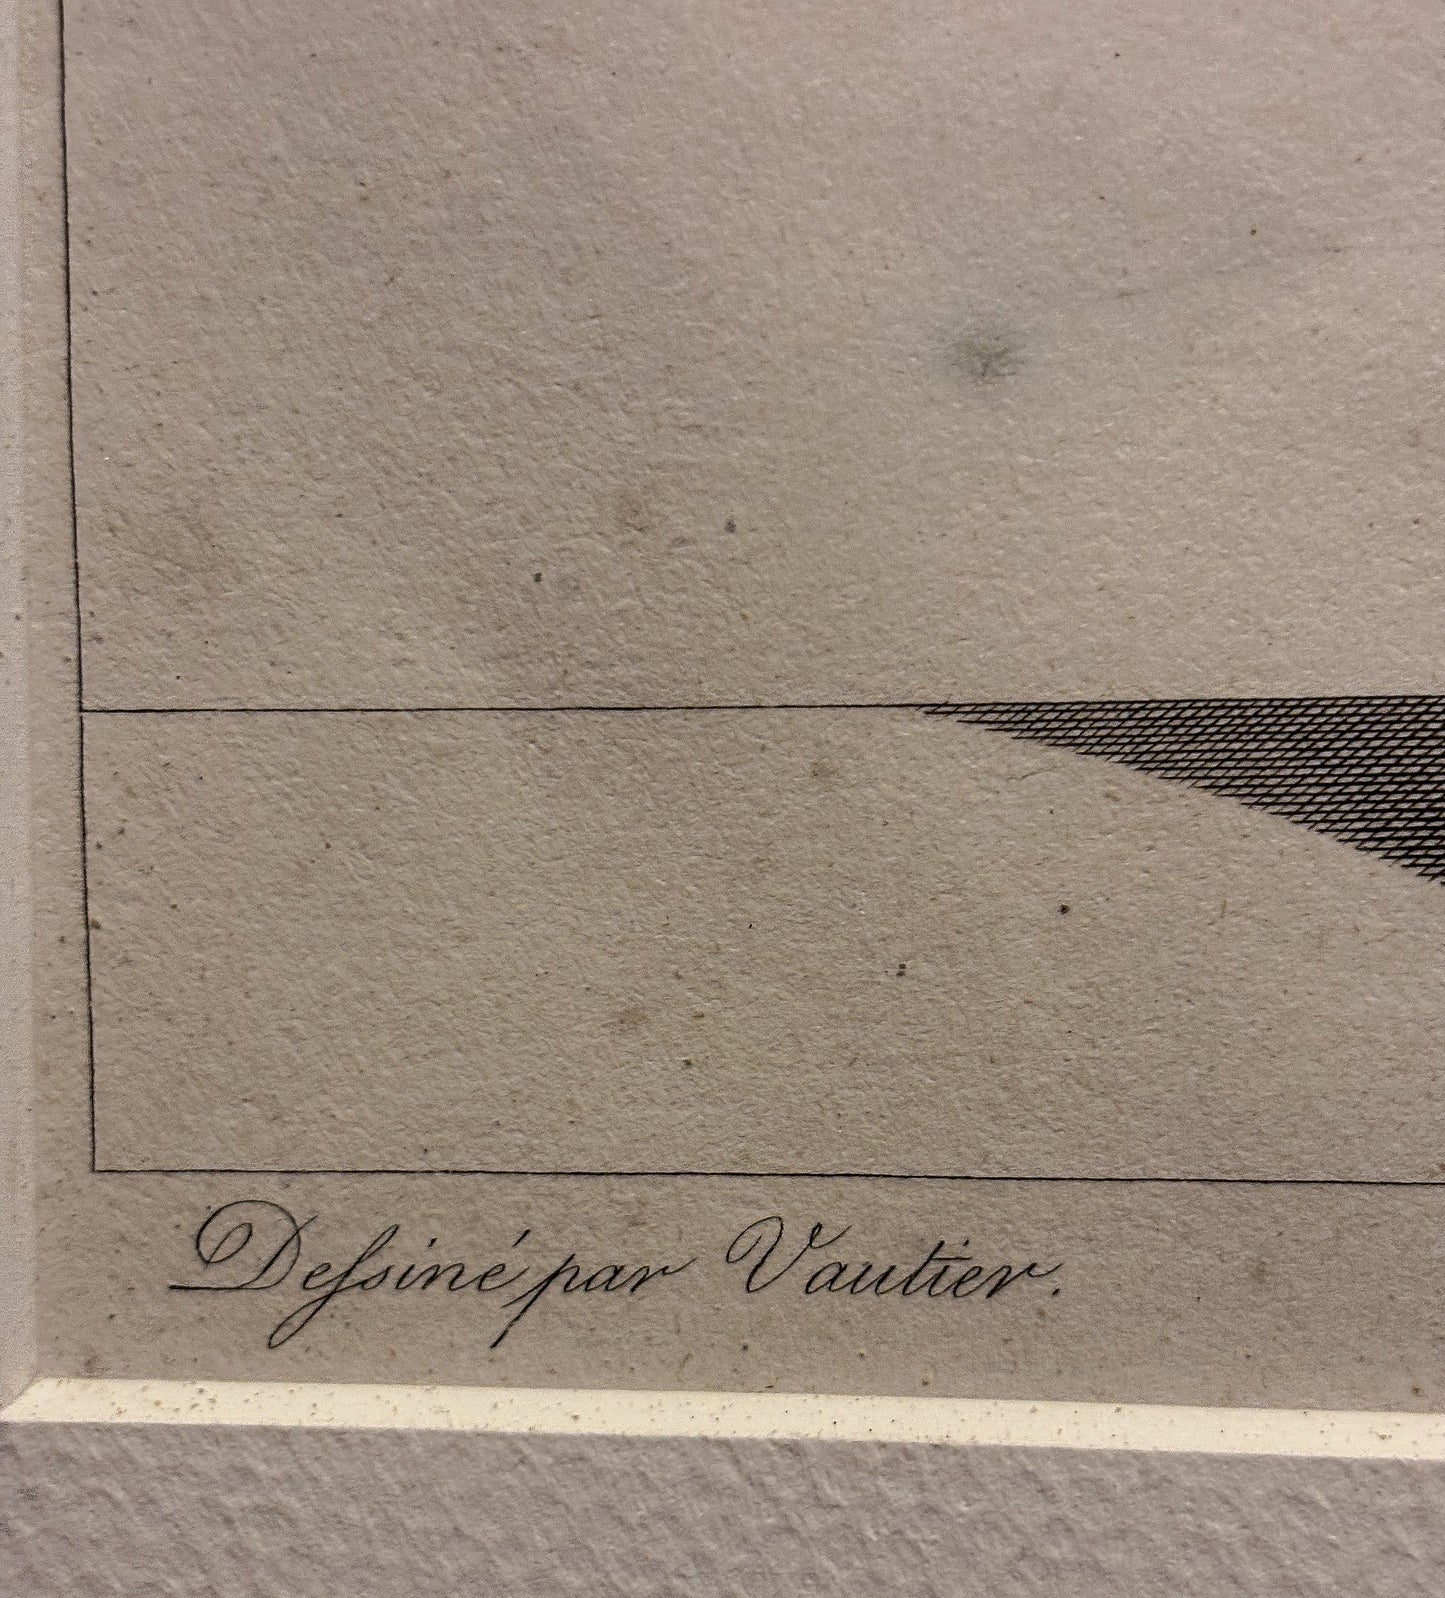 Deſsiné par Vautier.